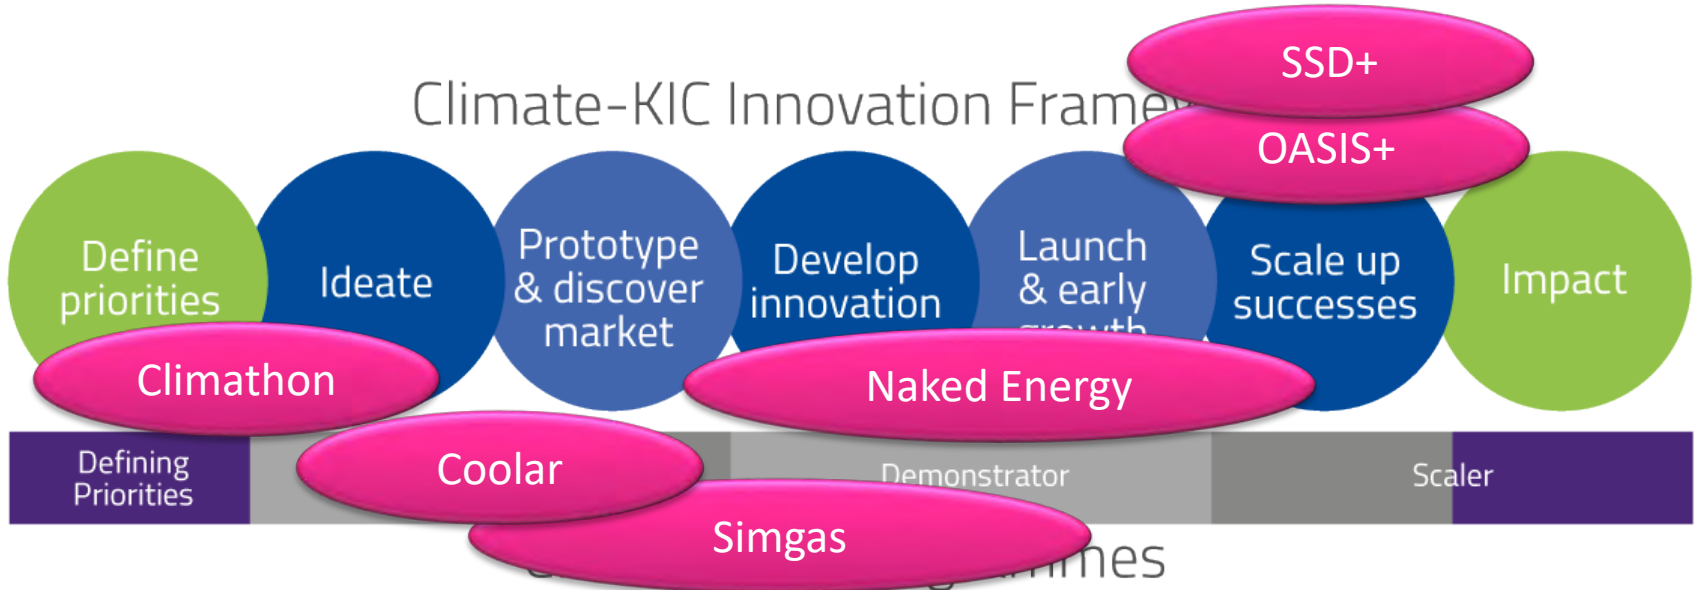 SSD+
Climate-KIC Innovation
OASIS+
Define
priorities
Ideate
Prototype
& discover
market
Develop
innovation
Launch
& early
growth
Scale up
successes
Impact
Climathon
Naked Energy
Defining
Priorities
Coolar
Demonstrator
Scaler
Simgas